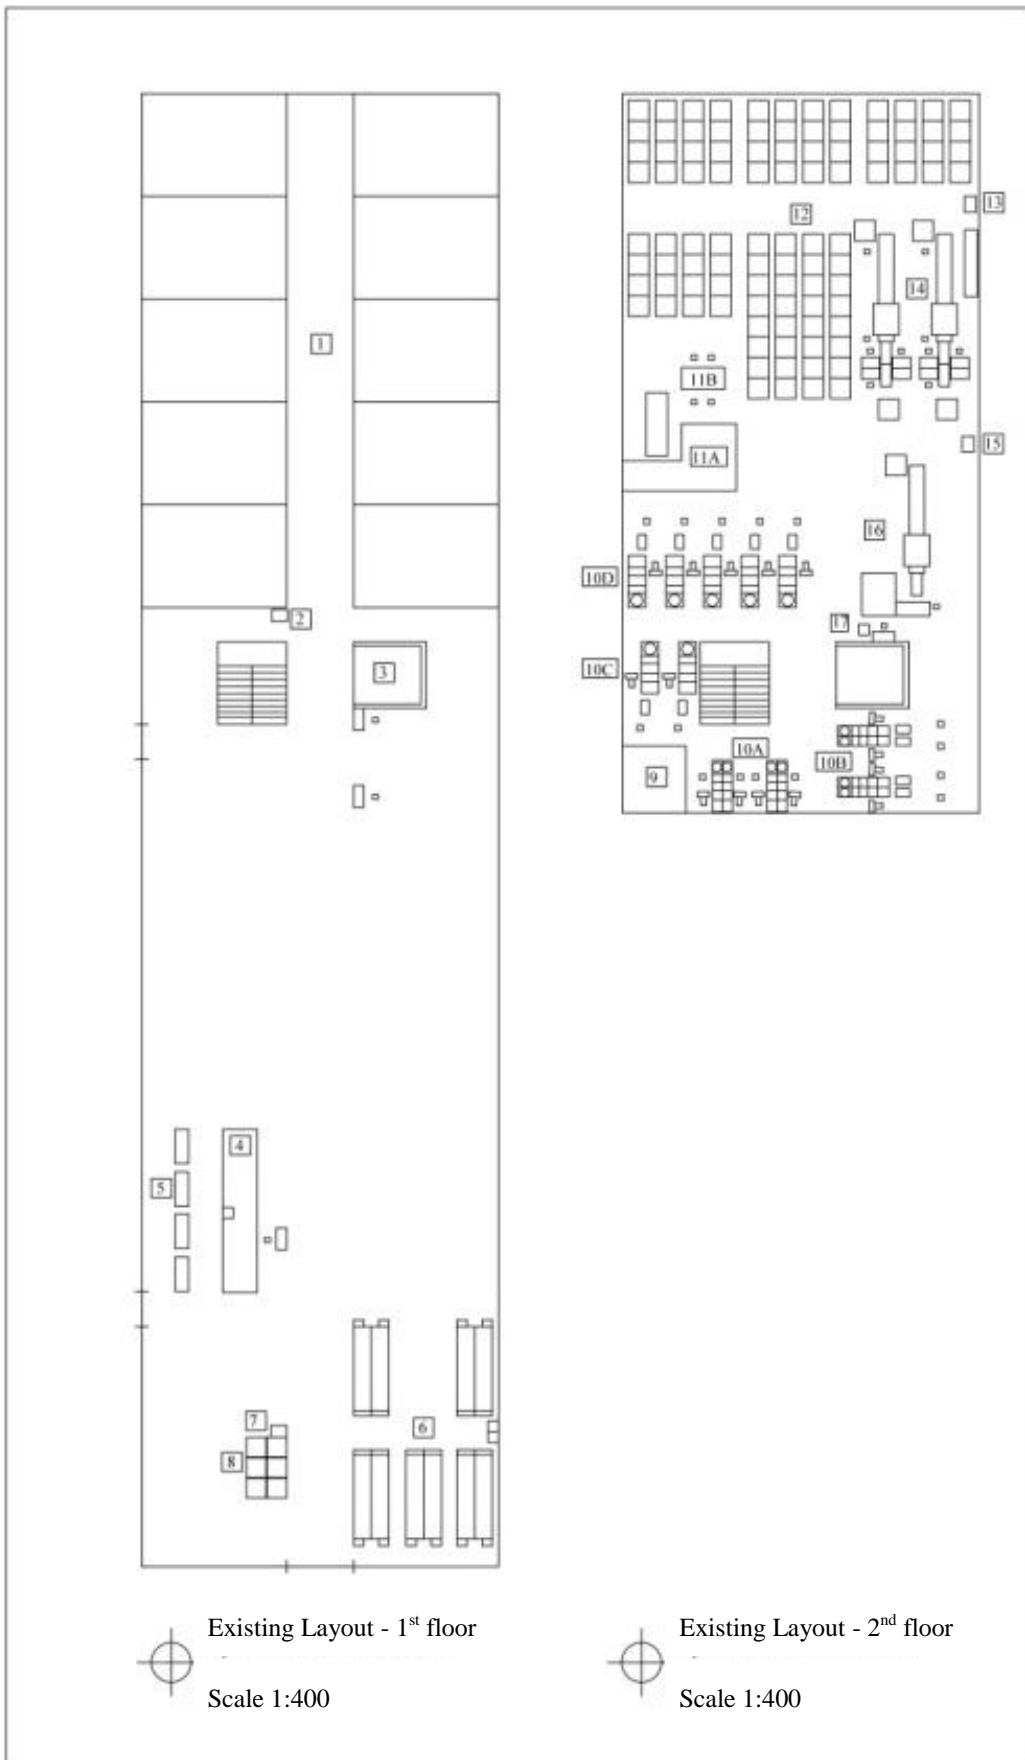 1
2
3
4
5
6
7
8
9
10A
10B
10C
10D
11A
11B
12
13
14
15
16
17
Existing Layout - 1st floor
Scale 1:400
Existing Layout - 2nd floor
Scale 1:400